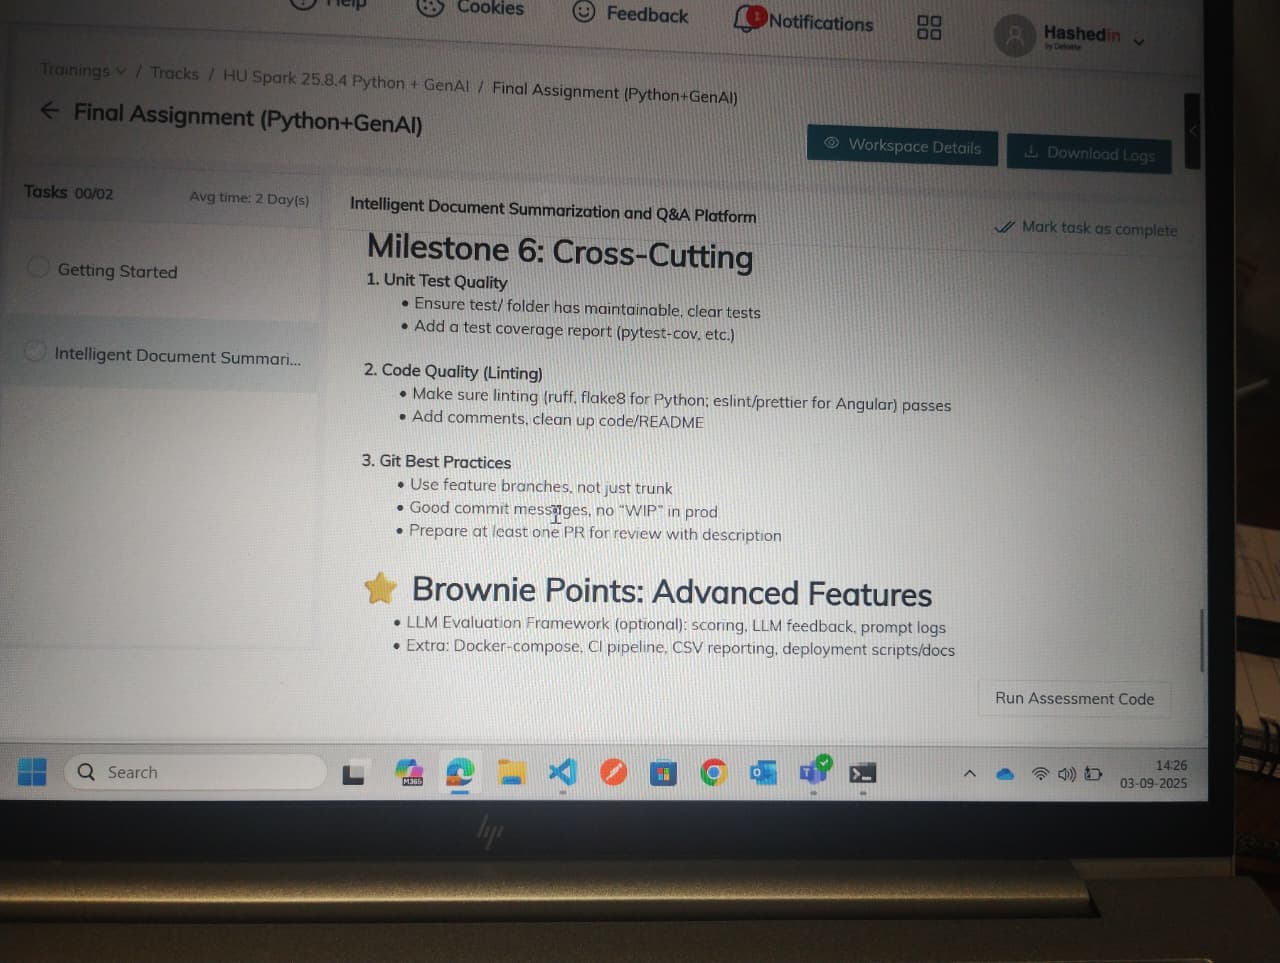 Help
Cookies
Feedback
Notifications
Hashedin
by Deloitte
Trainings / Tracks / HU Spark 25.8.4 Python + GenAI / Final Assignment (Python+GenAI)
← Final Assignment (Python+GenAI)
Workspace Details
Download Logs
Tasks 00/02
Avg time: 2 Day(s)
Getting Started
Intelligent Document Summari...
Intelligent Document Summarization and Q&A Platform
Mark task as complete
Milestone 6: Cross-Cutting
1. Unit Test Quality
• Ensure test/ folder has maintainable, clear tests
• Add a test coverage report (pytest-cov, etc.)
2. Code Quality (Linting)
• Make sure linting (ruff, flake8 for Python; eslint/prettier for Angular) passes
• Add comments, clean up code/README
3. Git Best Practices
• Use feature branches, not just trunk
• Good commit messages, no “WIP” in prod
• Prepare at least one PR for review with description
Brownie Points: Advanced Features
• LLM Evaluation Framework (optional): scoring, LLM feedback, prompt logs
• Extra: Docker-compose, CI pipeline, CSV reporting, deployment scripts/docs
Run Assessment Code
Search
M365
14:26
03-09-2025
hp